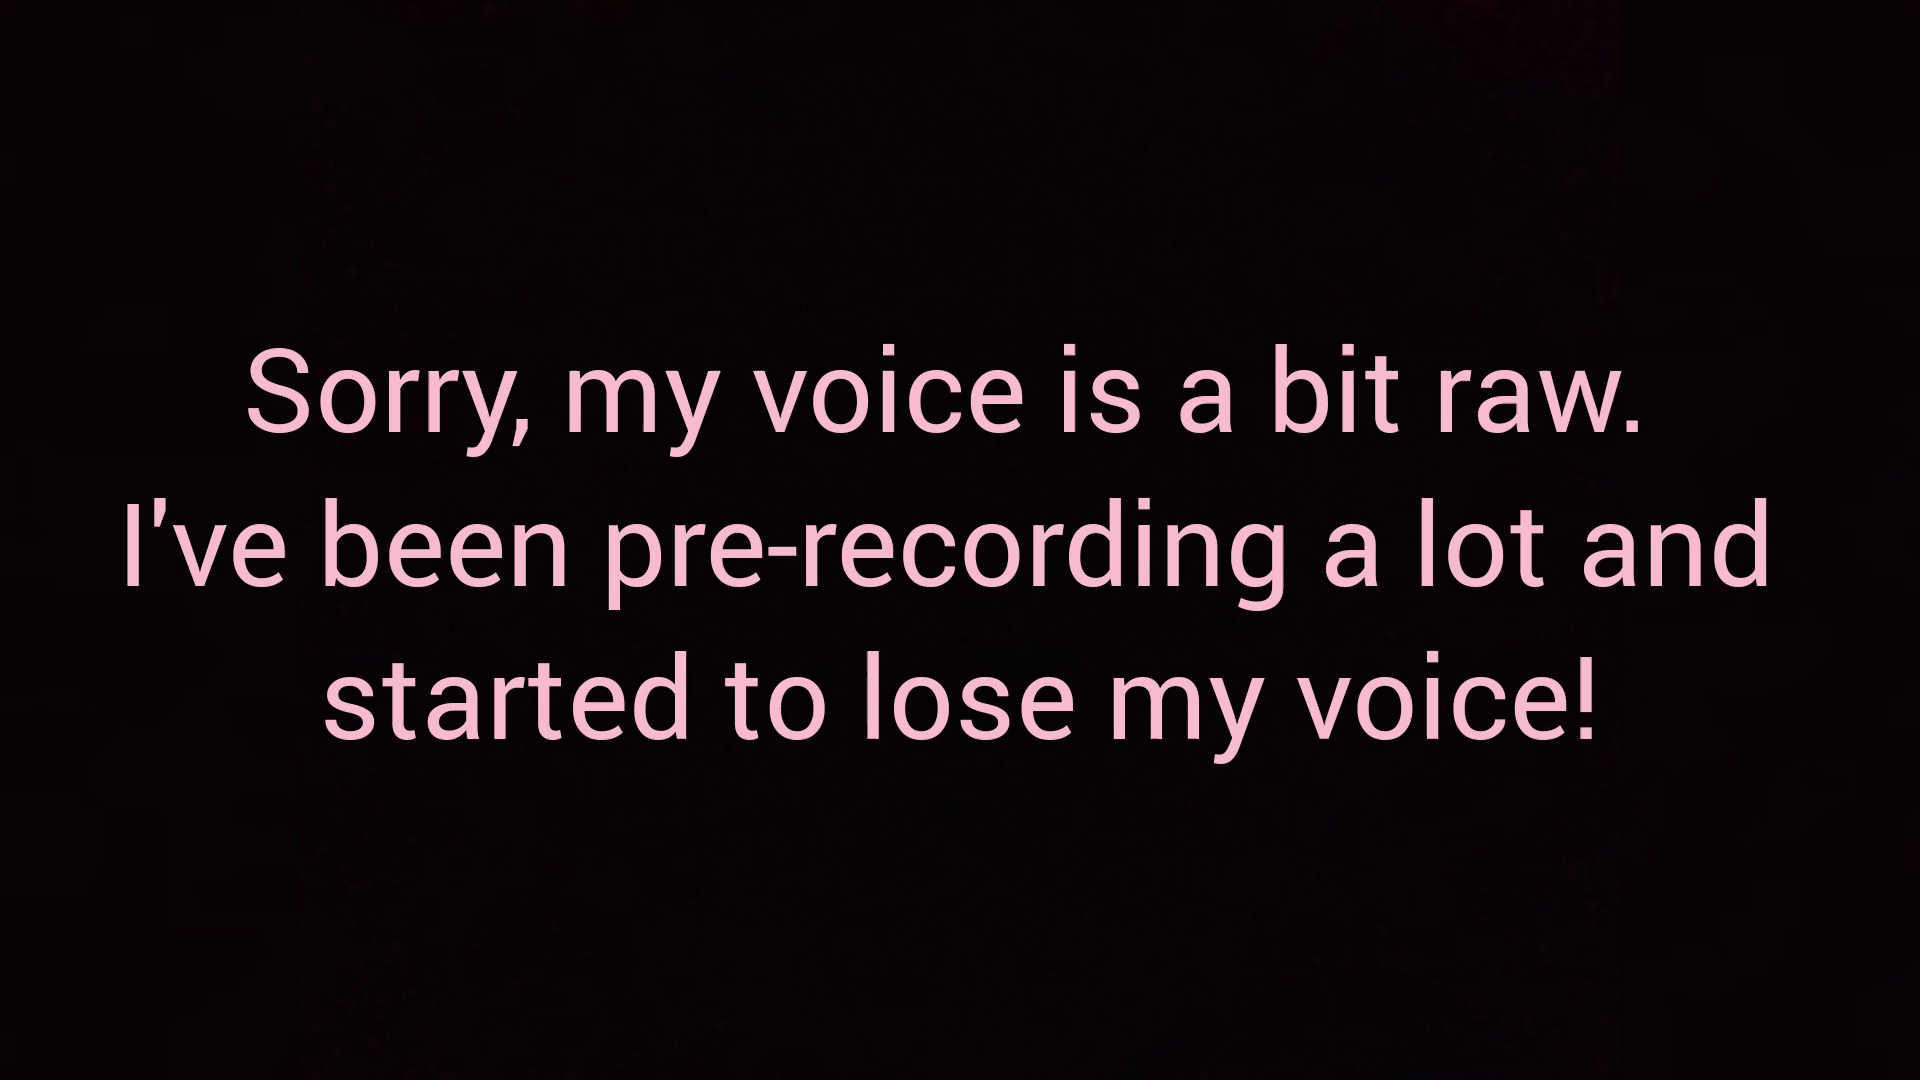 Sorry, my voice is a bit raw.
I've been pre-recording a lot and
started to lose my voice!